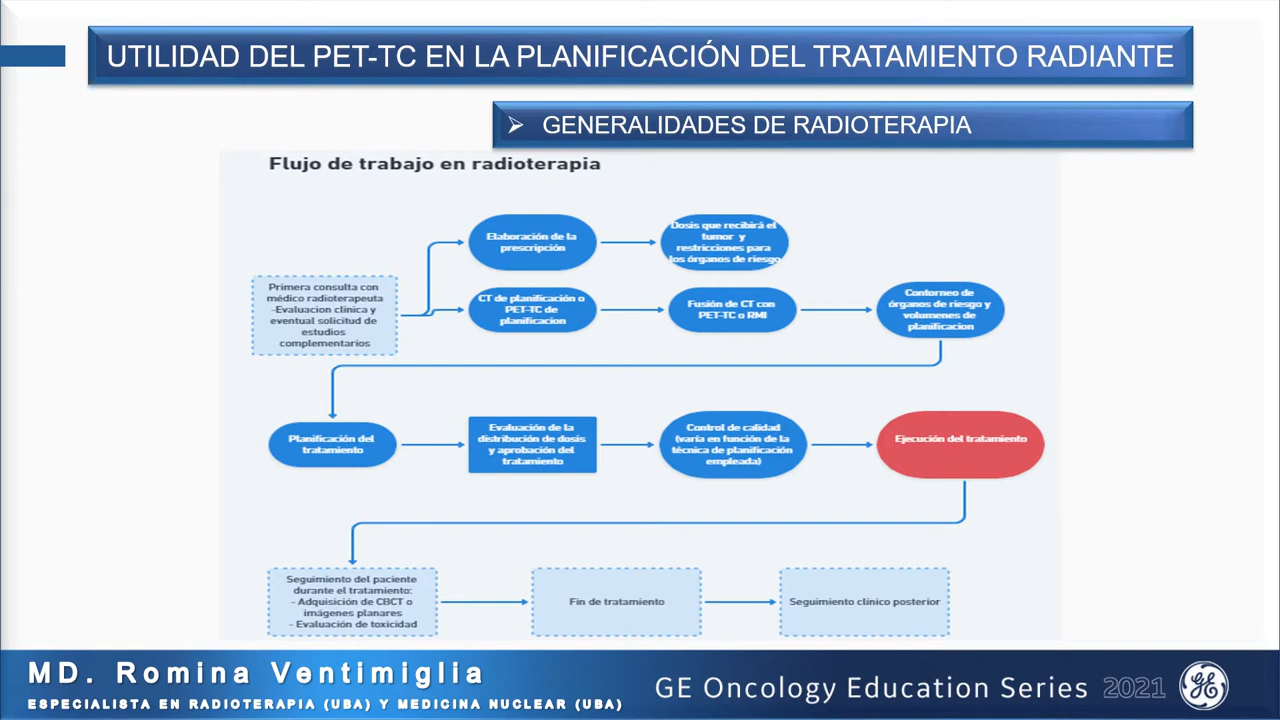 UTILIDAD DEL PET-TC EN LA PLANIFICACIÓN DEL TRATAMIENTO RADIANTE
➢ GENERALIDADES DE RADIOTERAPIA
Flujo de trabajo en radioterapia
Elaboración de la
prescripción
Dosis que recibirá el
tumor y
restricciones para
los órganos de riesgo
Primera consulta con
médico radioterapeuta
-Evaluacion clinica y
eventual solicitud de
estudios
complementarios
CT de planificación o
PET-TC de
planificacion
Fusión de CT con
PET-TC o RMI
Contorneo de
órganos de riesgo y
volumenes de
planificacion
Planificación del
tratamiento
Evaluación de la
distribución de dosis
y aprobación del
tratamiento
Control de calidad
(varía en función de la
técnica de planificación
empleada)
Ejecución del tratamiento
Seguimiento del paciente
durante el tratamiento:
- Adquisición de CBCT o
imágenes planares
- Evaluación de toxicidad
Fin de tratamiento
Seguimiento clínico posterior
MD. Romina Ventimiglia
ESPECIALISTA EN RADIOTERAPIA (UBA) Y MEDICINA NUCLEAR (UBA)
GE Oncology Education Series 2021